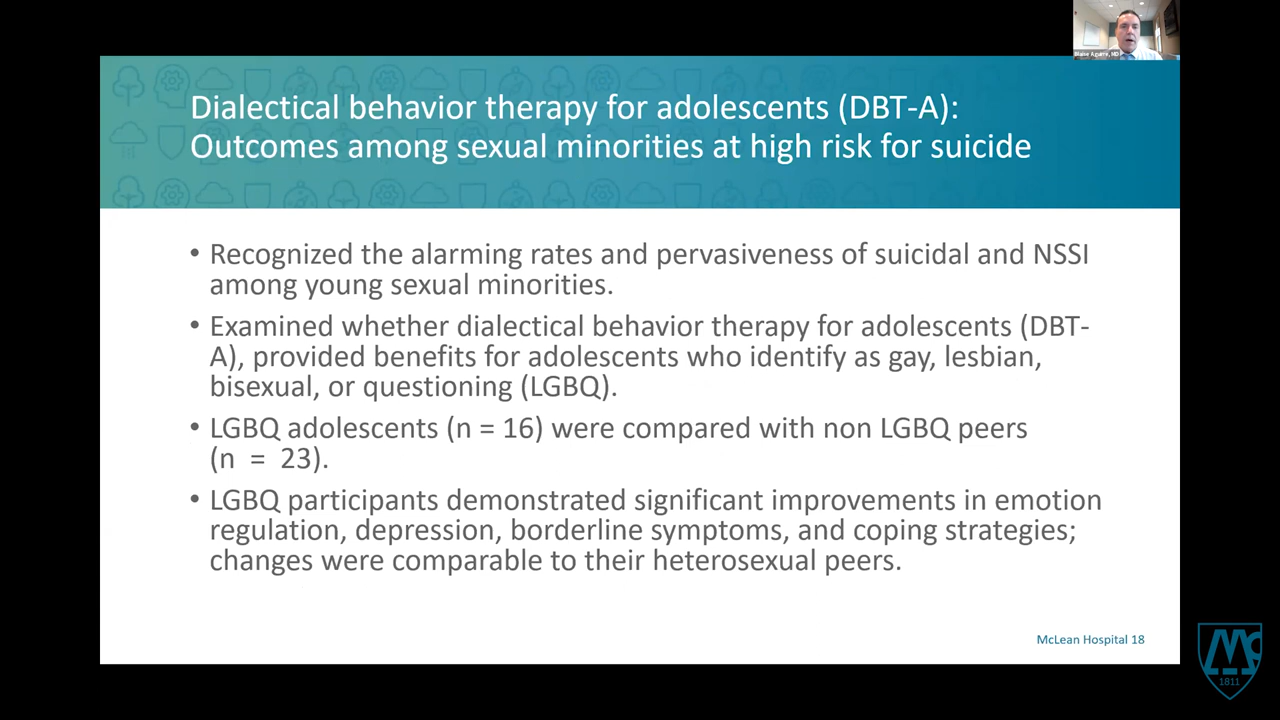 Blaise Aguirre, MD
Dialectical behavior therapy for adolescents (DBT-A):
Outcomes among sexual minorities at high risk for suicide
• Recognized the alarming rates and pervasiveness of suicidal and NSSI
among young sexual minorities.
• Examined whether dialectical behavior therapy for adolescents (DBT-
A), provided benefits for adolescents who identify as gay, lesbian,
bisexual, or questioning (LGBQ).
• LGBQ adolescents (n = 16) were compared with non LGBQ peers
(n = 23).
• LGBQ participants demonstrated significant improvements in emotion
regulation, depression, borderline symptoms, and coping strategies;
changes were comparable to their heterosexual peers.
McLean Hospital 18
1811